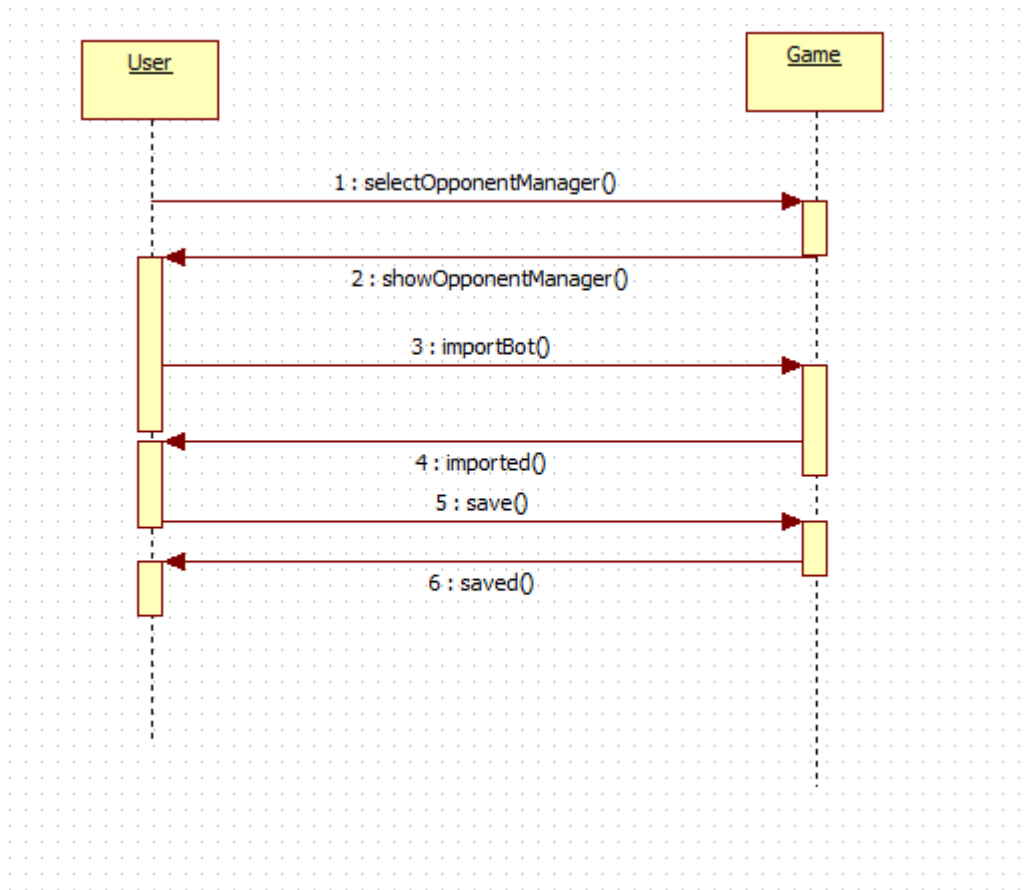 User
Game
1 : selectOpponentManager()
2 : showOpponentManager()
3 : importBot()
4 : imported()
5 : save()
6 : saved()